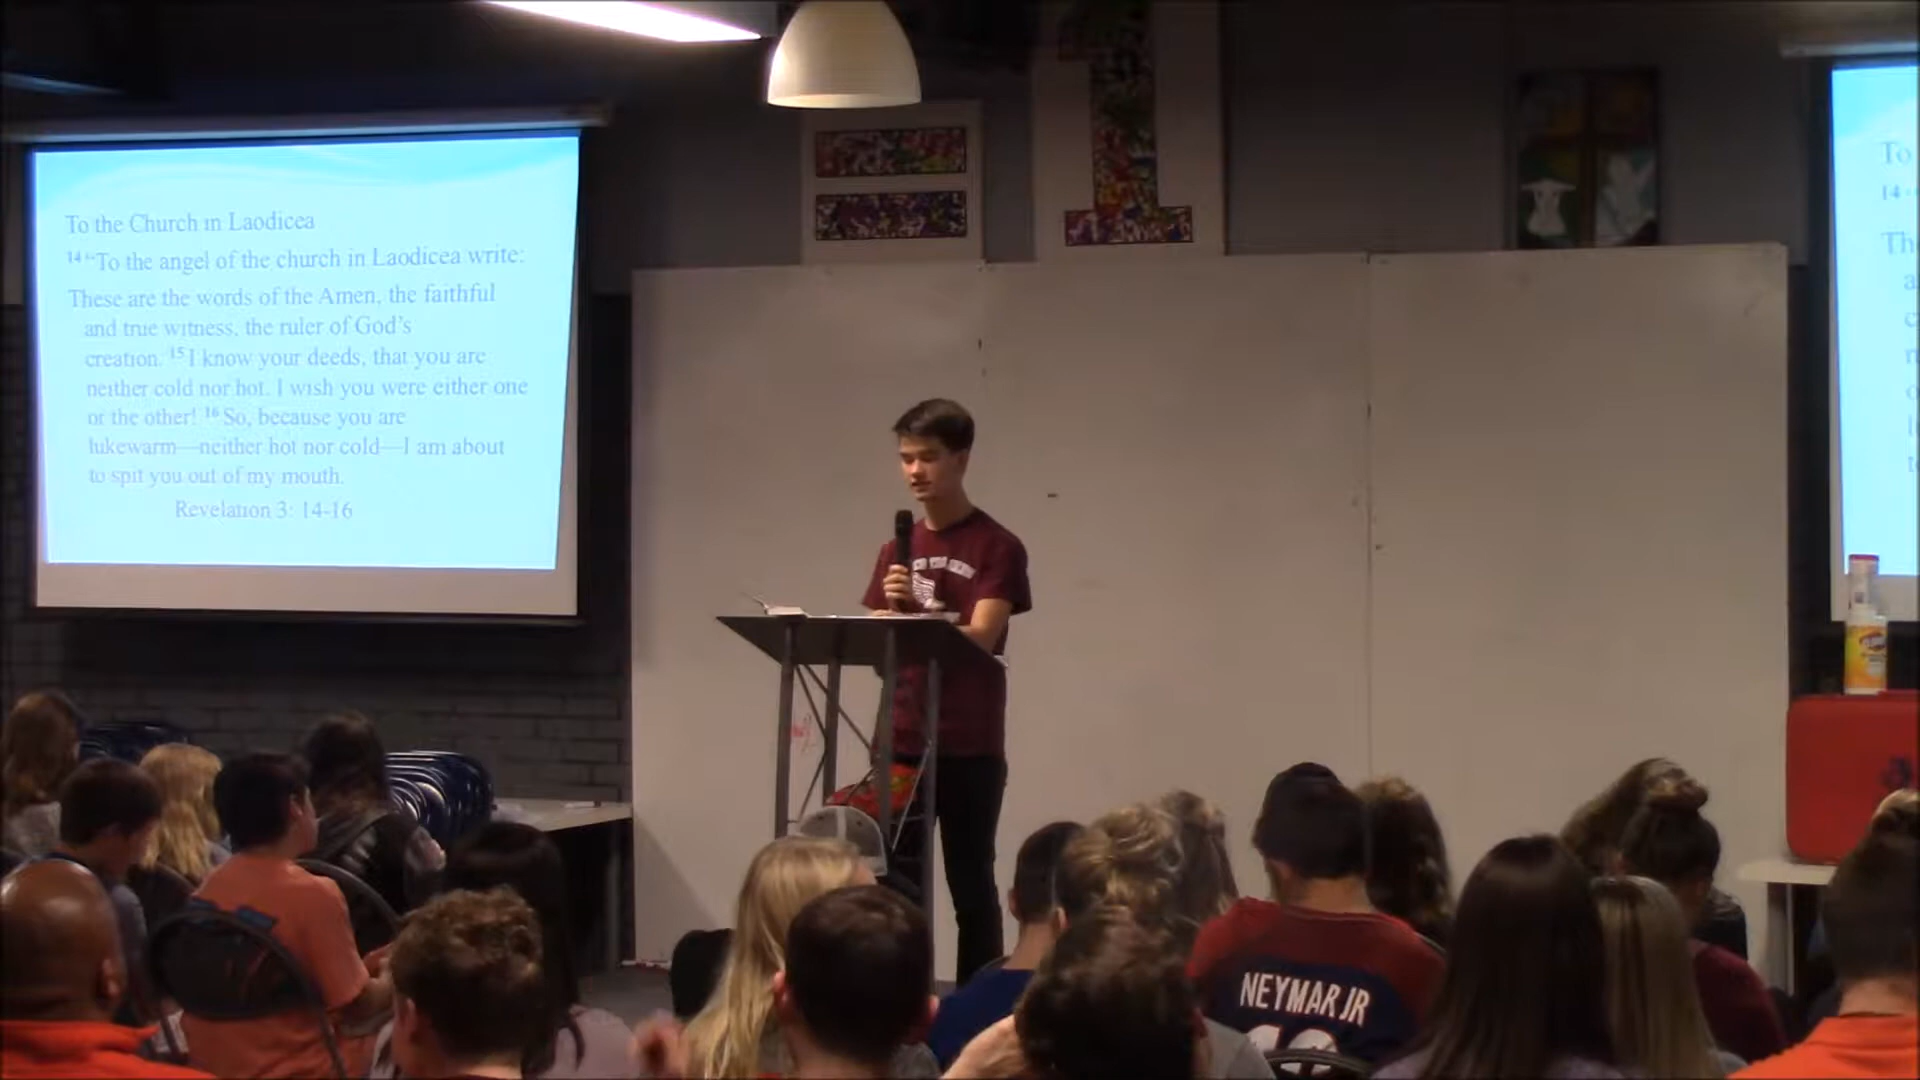 To the Church in Laodicea
14 "To the angel of the church in Laodicea write:
These are the words of the Amen, the faithful
and true witness, the ruler of God's
creation. 15 I know your deeds, that you are
neither cold nor hot. I wish you were either one
or the other! 16 So, because you are
lukewarm—neither hot nor cold—I am about
to spit you out of my mouth.
Revelation 3: 14-16
1
To
14
Th
NEYMAR JR